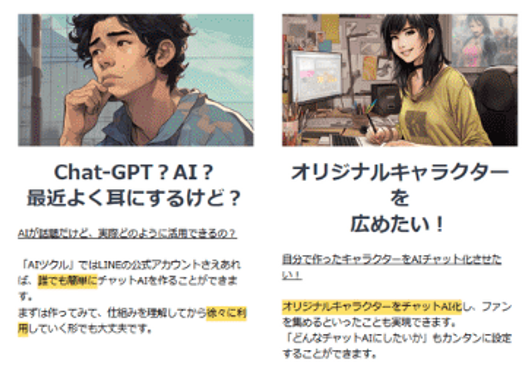 Chat-GPT？AI？
最近よく耳にするけど？
AIが話題だけど、実際どのように活用できるの？
「AIツクル」ではLINEの公式アカウントさえあれ
ば、誰でも簡単にチャットAIを作ることができま
す。
まずは作ってみて、仕組みを理解してから徐々に利
用していく形でも大丈夫です。
オリジナルキャラクター
を
広めたい！
自分で作ったキャラクターをAIチャット化させた
い！
オリジナルキャラクターをチャットAI化し、ファン
を集めるといったことも実現できます。
「どんなチャットAIにしたいか」もカンタンに設定
することができます。